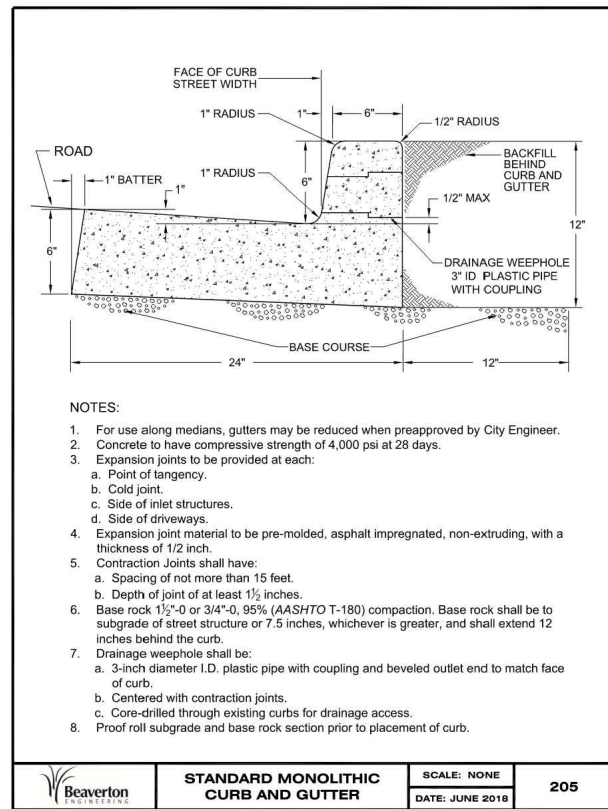 FACE OF CURB
STREET WIDTH
1" RADIUS
1"
6"
1/2" RADIUS
ROAD
1" BATTER
1"
1" RADIUS
6"
BACKFILL
BEHIND
CURB AND
GUTTER
1/2" MAX
12"
6"
DRAINAGE WEEPHOLE
3" ID PLASTIC PIPE
WITH COUPLING
BASE COURSE
24"
12"
NOTES:
1. For use along medians, gutters may be reduced when preapproved by City Engineer.
2. Concrete to have compressive strength of 4,000 psi at 28 days.
3. Expansion joints to be provided at each:
a. Point of tangency.
b. Cold joint.
c. Side of inlet structures.
d. Side of driveways.
4. Expansion joint material to be pre-molded, asphalt impregnated, non-extruding, with a
thickness of 1/2 inch.
5. Contraction Joints shall have:
a. Spacing of not more than 15 feet.
b. Depth of joint of at least 1½ inches.
6. Base rock 1½"-0 or 3/4"-0, 95% (AASHTO T-180) compaction. Base rock shall be to
subgrade of street structure or 7.5 inches, whichever is greater, and shall extend 12
inches behind the curb.
7. Drainage weephole shall be:
a. 3-inch diameter I.D. plastic pipe with coupling and beveled outlet end to match face
of curb.
b. Centered with contraction joints.
c. Core-drilled through existing curbs for drainage access.
8. Proof roll subgrade and base rock section prior to placement of curb.
Beaverton
ENGINEERING
STANDARD MONOLITHIC
CURB AND GUTTER
SCALE: NONE
DATE: JUNE 2018
205